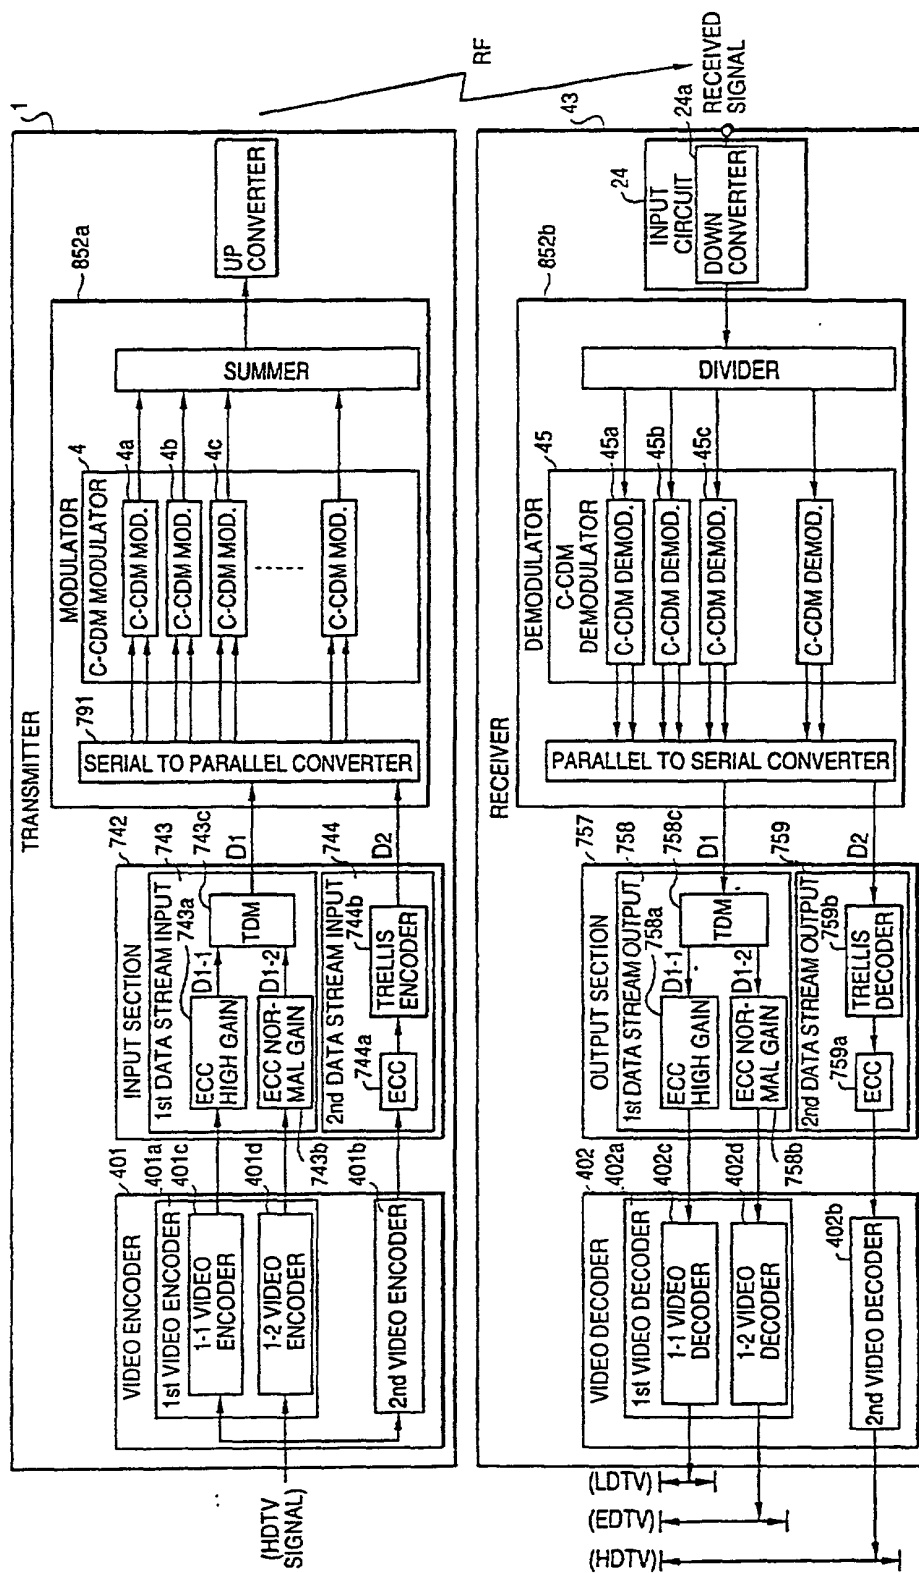 TRANSMITTER
1
VIDEO ENCODER
401
1st VIDEO ENCODER
401a
1-1 VIDEO
ENCODER
401c
1-2 VIDEO
ENCODER
401d
2nd VIDEO ENCODER
401b
(HDTV
SIGNAL)
INPUT SECTION
742
1st DATA STREAM INPUT
743
743a
ECC
HIGH GAIN
D1-1
743c
TDM
ECC NOR-
MAL GAIN
D1-2
743b
2nd DATA STREAM INPUT
744
744a
ECC
744b
TRELLIS
ENCODER
D1
D2
791
SERIAL TO PARALLEL CONVERTER
MODULATOR
852a
C-CDM MODULATOR
4
C-CDM MOD.
4a
C-CDM MOD.
4b
C-CDM MOD.
4c
C-CDM MOD.
SUMMER
UP
CONVERTER
RF
RECEIVER
43
RECEIVED
SIGNAL
24
INPUT
CIRCUIT
24a
DOWN
CONVERTER
DIVIDER
852b
DEMODULATOR
C-CDM
DEMODULATOR
45
C-CDM DEMOD.
45a
C-CDM DEMOD.
45b
C-CDM DEMOD.
45c
C-CDM DEMOD.
PARALLEL TO SERIAL CONVERTER
D1
D2
OUTPUT SECTION
757
1st DATA STREAM OUTPUT
758
758a
758c
TDM
D1-1
D1-2
ECC
HIGH GAIN
ECC NOR-
MAL GAIN
758b
2nd DATA STREAM OUTPUT
759
759a
ECC
759b
TRELLIS
DECODER
VIDEO DECODER
402
1st VIDEO DECODER
402a
1-1 VIDEO
DECODER
402c
1-2 VIDEO
DECODER
402d
2nd VIDEO DECODER
402b
(LDTV)
(EDTV)
(HDTV)